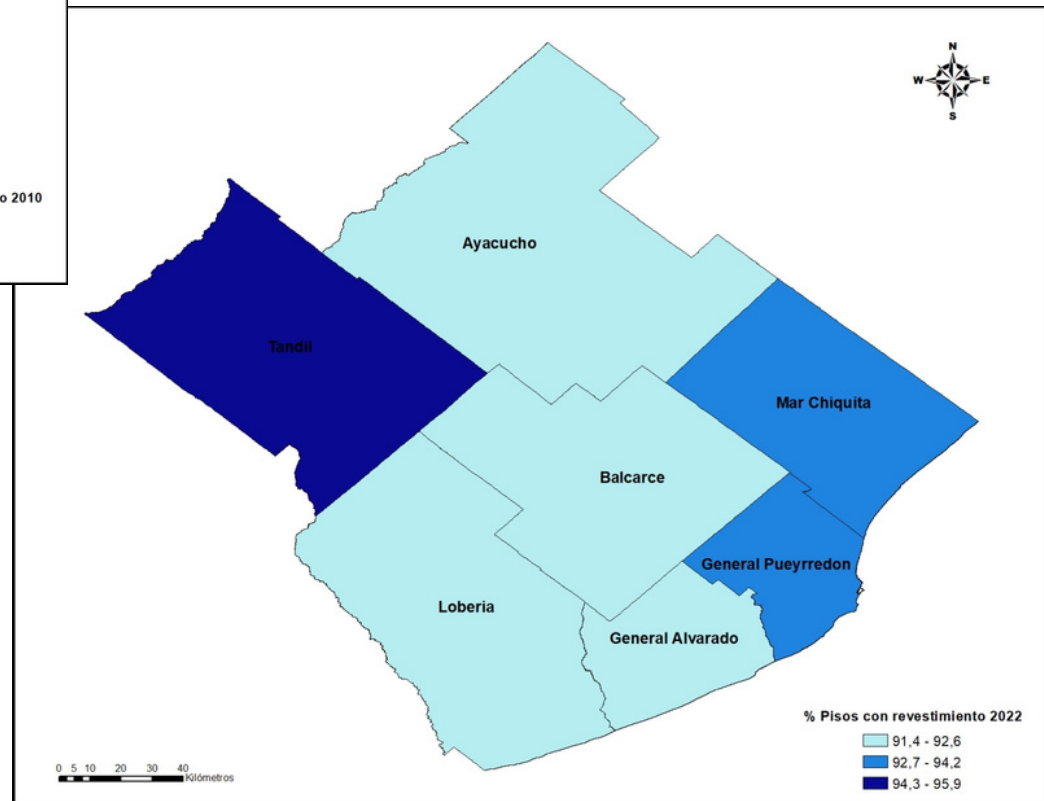 o 2010
N
W E
S
Ayacucho
Tandil
Mar Chiquita
Balcarce
General Pueyrredon
Loberia
General Alvarado
% Pisos con revestimiento 2022
91,4 - 92,6
92,7 - 94,2
94,3 - 95,9
0 5 10 20 30 40
Kilómetros